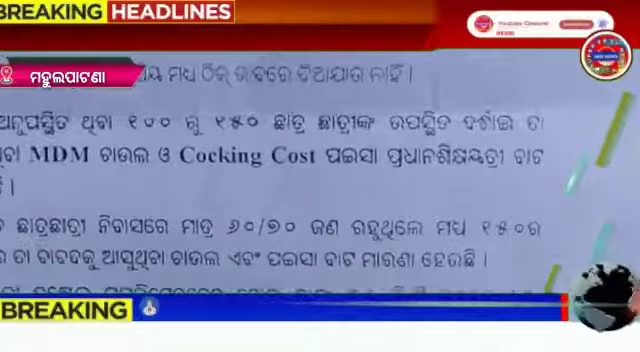 BREAKING HEADLINES
Youtube Channel
ମହୁଲପାଟଣା
ମଧ୍ୟ ଠିକ୍ ଭାବରେ ଦିଆଯାଉ ନାହିଁ ।
ଅନୁପସ୍ଥିତ ଥିବା ୧୦୦ ରୁ ୧୫୦ ଛାତ୍ର ଛାତ୍ରୀଙ୍କ ଉପସ୍ଥିତ ଦର୍ଶାଇ ତା
MDM ଚାଉଳ ଓ Cocking Cost ପଇସା ପ୍ରଧାନଶିକ୍ଷୟତ୍ରୀ ବାଟ
ଛାତ୍ରଛାତ୍ରୀ ନିବାସରେ ମାତ୍ର ୬୦/୭୦ ଜଣ ରହୁଥିଲେ ମଧ୍ୟ ୧୫୦ର
ତା ବାବଦକୁ ଆସୁଥିବା ଚାଉଳ ଏବଂ ପଇସା ବାଟ ମାରଣା ହେଉଛି ।
BREAKING